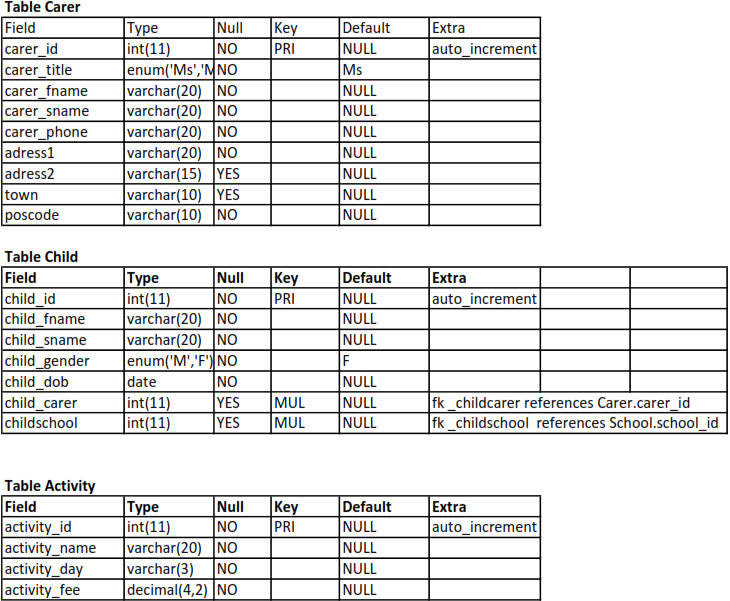 Table Carer
Field Type Null Key Default Extra
carer_id int(11) NO PRI NULL auto_increment
carer_title enum('Ms','M NO Ms
carer_fname varchar(20) NO NULL
carer_sname varchar(20) NO NULL
carer_phone varchar(20) NO NULL
adress1 varchar(20) NO NULL
adress2 varchar(15) YES NULL
town varchar(10) YES NULL
poscode varchar(10) NO NULL
Table Child
Field Type Null Key Default Extra
child_id int(11) NO PRI NULL auto_increment
child_fname varchar(20) NO NULL
child_sname varchar(20) NO NULL
child_gender enum('M','F') NO F
child_dob date NO NULL
child_carer int(11) YES MUL NULL fk _childcarer references Carer.carer_id
childschool int(11) YES MUL NULL fk _childschool references School.school_id
Table Activity
Field Type Null Key Default Extra
activity_id int(11) NO PRI NULL auto_increment
activity_name varchar(20) NO NULL
activity_day varchar(3) NO NULL
activity_fee decimal(4,2) NO NULL